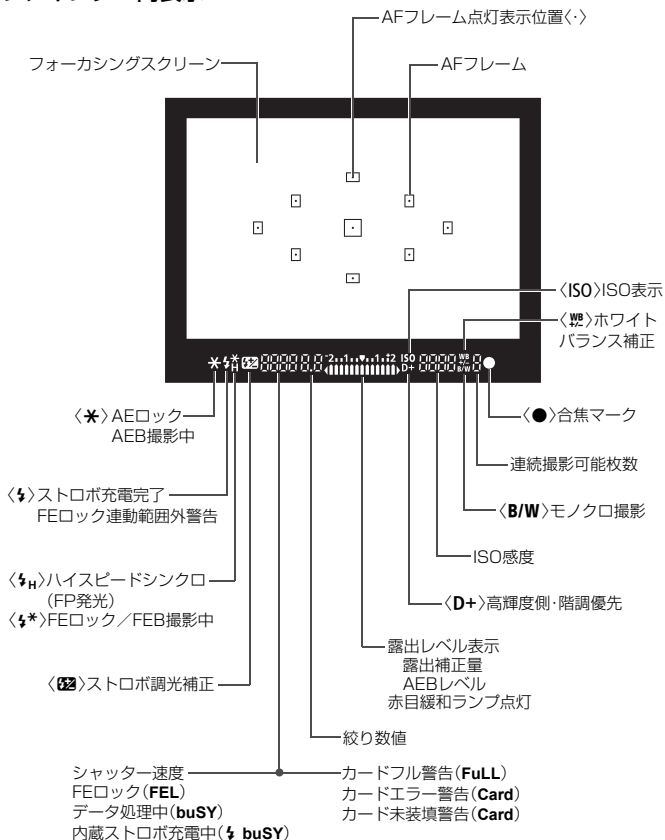 AFフレーム点灯表示位置〈·〉
フォーカシングスクリーン
AFフレーム
〈ISO〉ISO表示
〈WB+/-〉ホワイト
バランス補正
-2..1..▼..1..+2 ISO
D+ B/W
〈✱〉AEロック
AEB撮影中
〈●〉合焦マーク
連続撮影可能枚数
〈⚡〉ストロボ充電完了
FEロック連動範囲外警告
〈B/W〉モノクロ撮影
ISO感度
〈⚡H〉ハイスピードシンクロ
(FP発光)
〈⚡*〉FEロック/FEB撮影中
〈D+〉高輝度側·階調優先
露出レベル表示
露出補正量
AEBレベル
赤目緩和ランプ点灯
〈⚡±〉ストロボ調光補正
絞り数値
シャッター速度
FEロック(FEL)
データ処理中(buSY)
内蔵ストロボ充電中(⚡ buSY)
カードフル警告(FuLL)
カードエラー警告(Card)
カード未装填警告(Card)